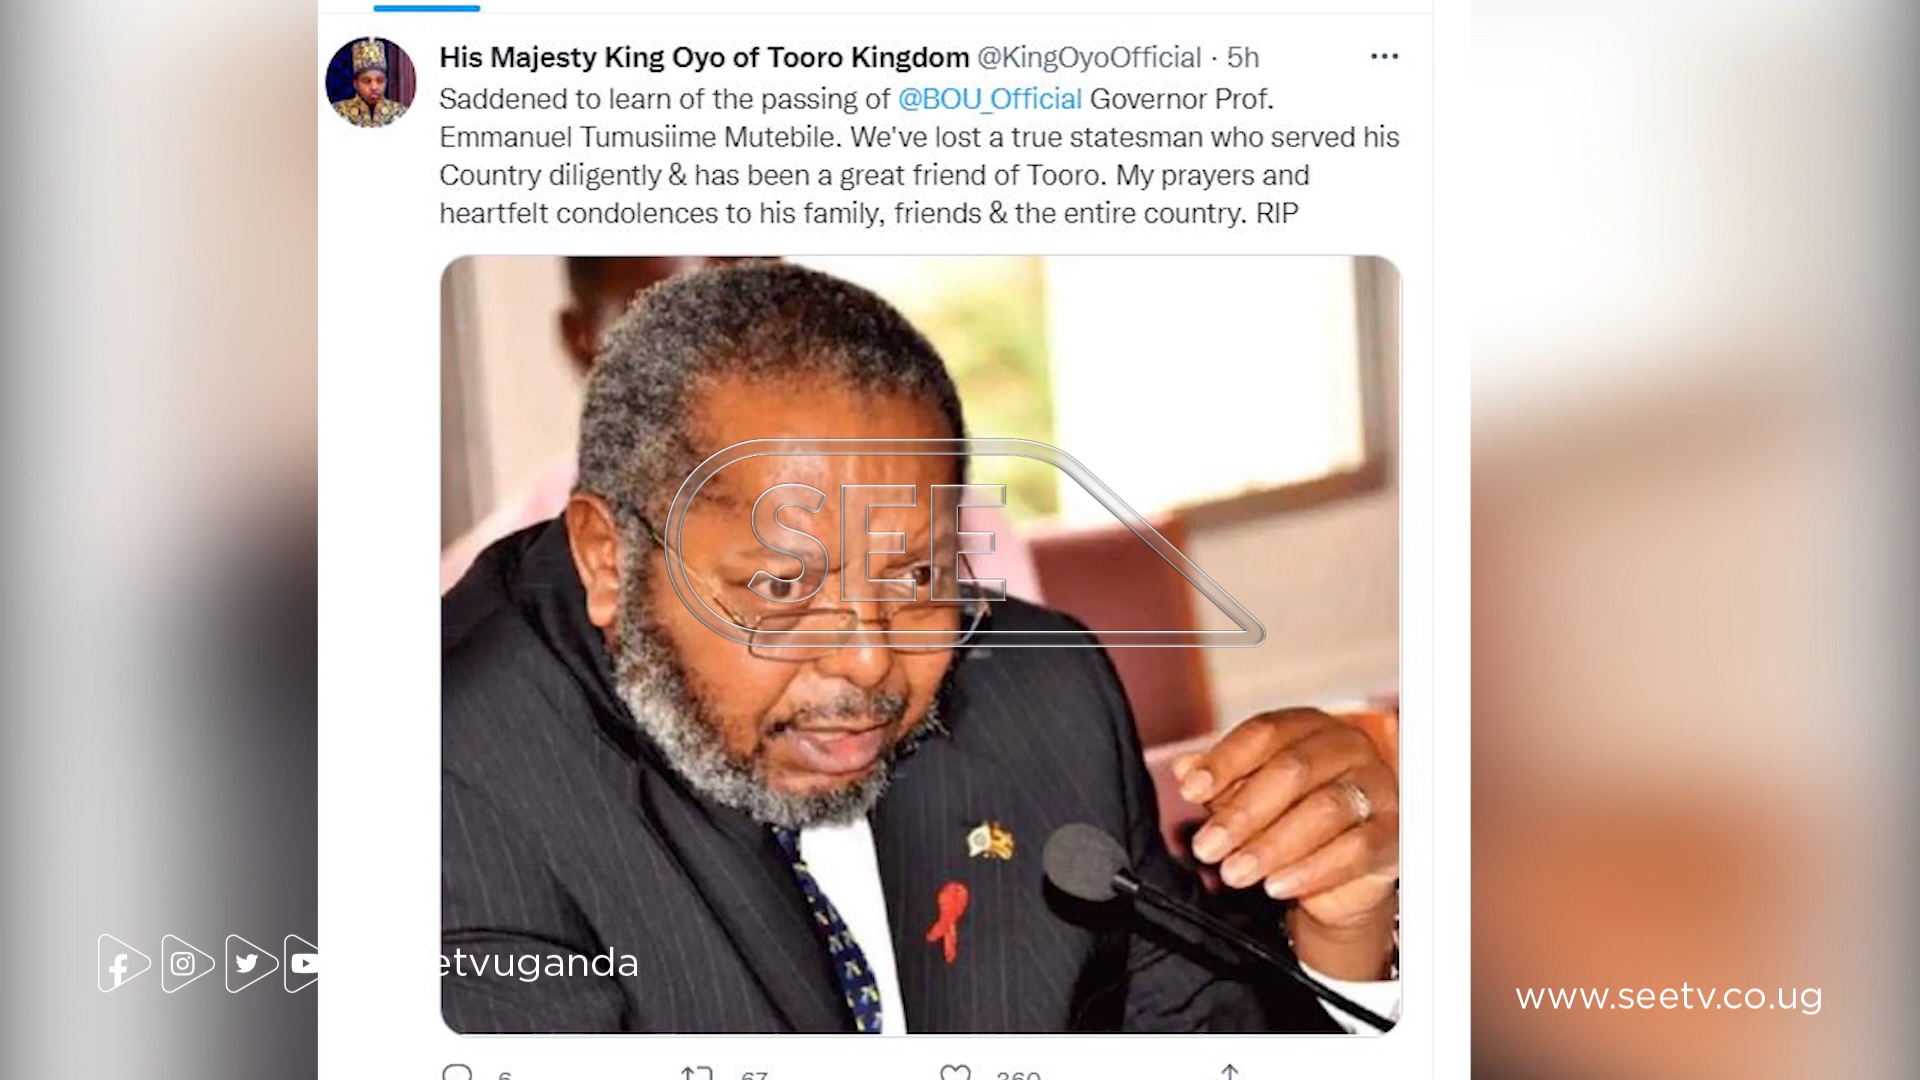 His Majesty King Oyo of Tooro Kingdom @KingOyoOfficial · 5h
Saddened to learn of the passing of @BOU_Official Governor Prof.
Emmanuel Tumusiime Mutebile. We've lost a true statesman who served his
Country diligently & has been a great friend of Tooro. My prayers and
heartfelt condolences to his family, friends & the entire country. RIP
SEE
etvuganda
www.seetv.co.ug
6 67 260